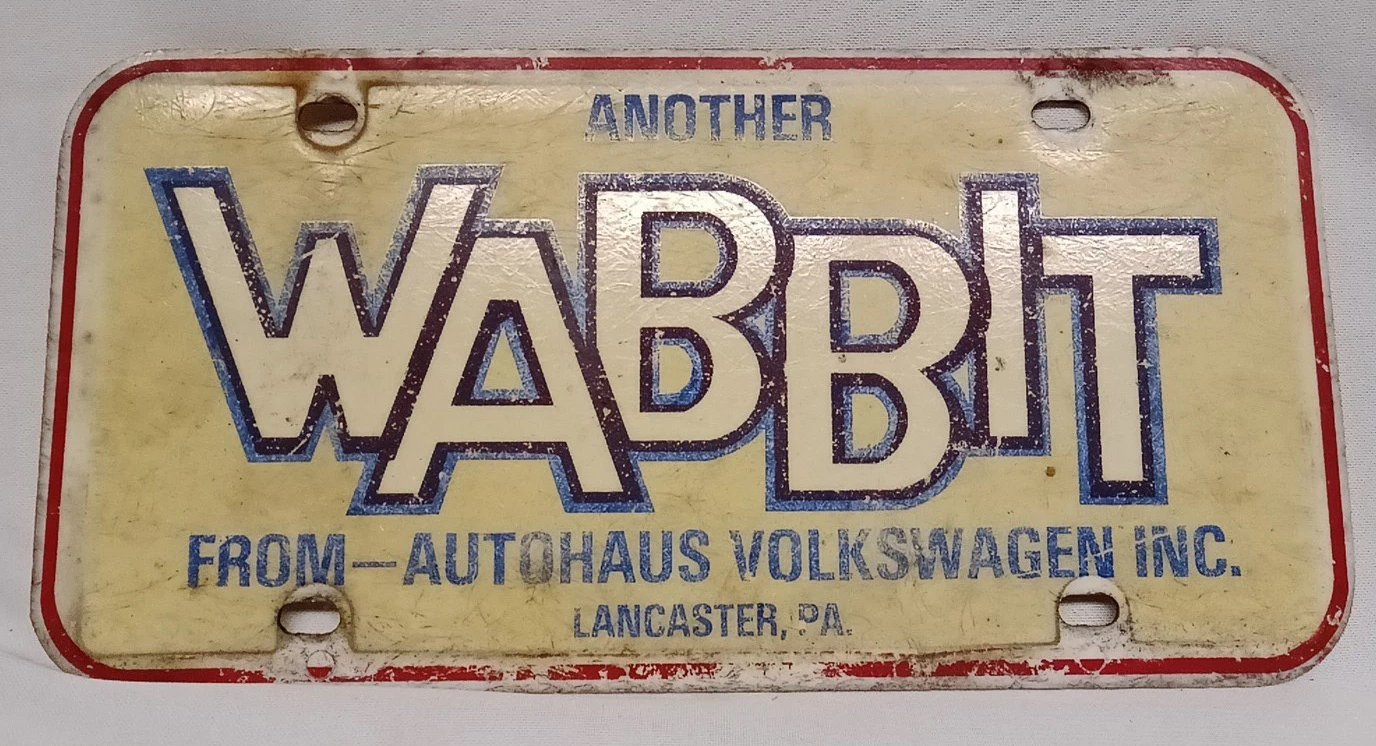 ANOTHER
WABBIT
FROM—AUTOHAUS VOLKSWAGEN INC.
LANCASTER, PA.